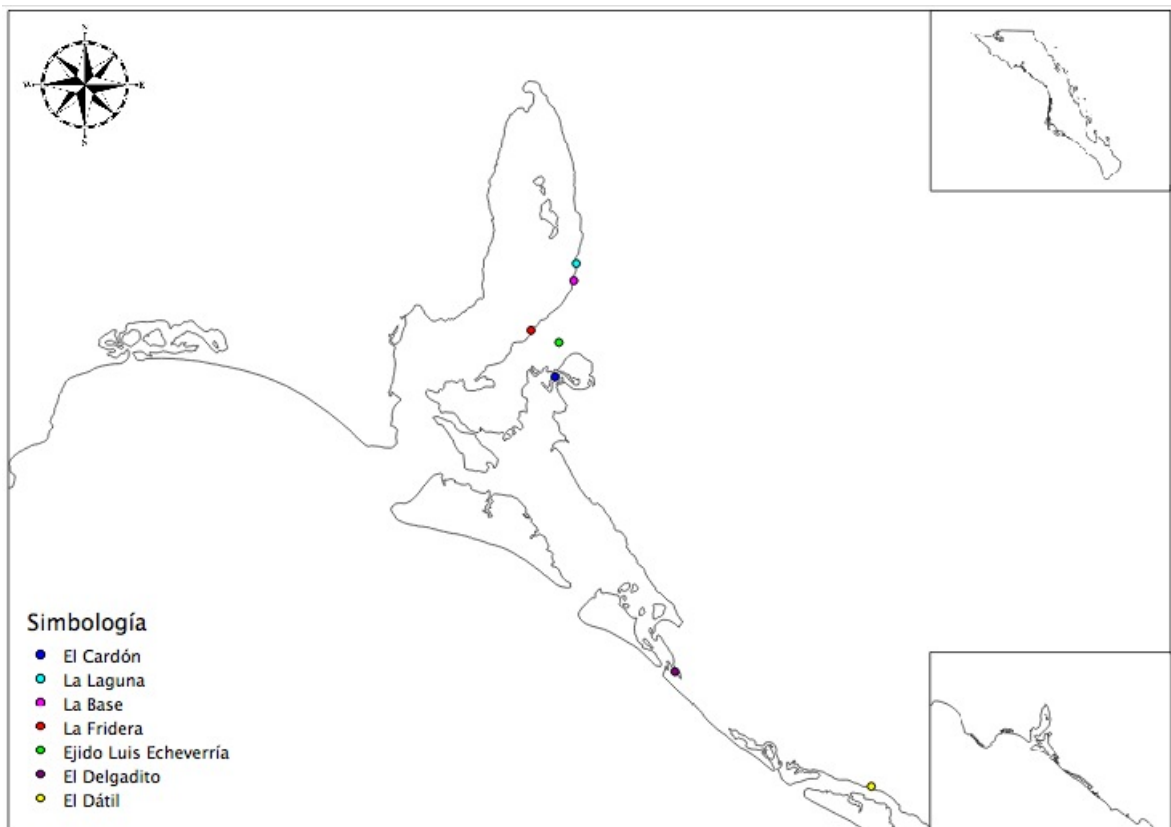 N
W
E
S
Simbología
El Cardón
La Laguna
La Base
La Fridera
Ejido Luis Echeverría
El Delgadito
El Dátil